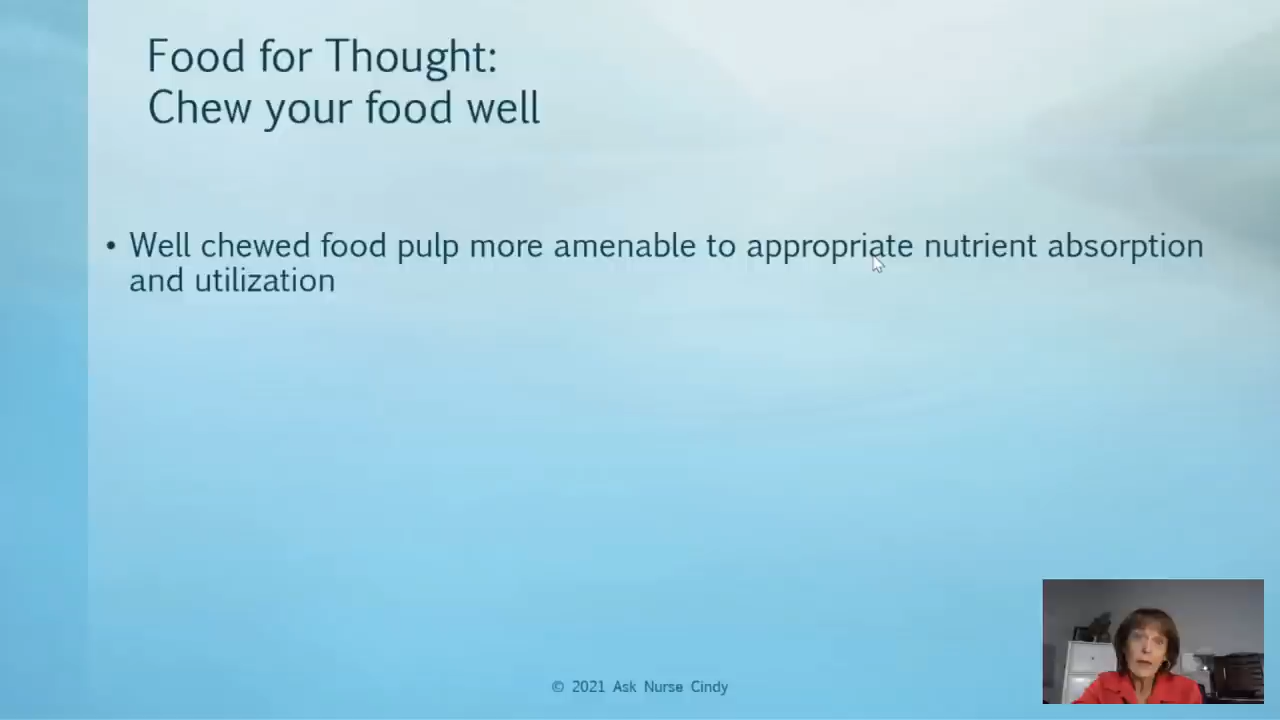 Food for Thought:
Chew your food well
• Well chewed food pulp more amenable to appropriate nutrient absorption
and utilization
© 2021 Ask Nurse Cindy